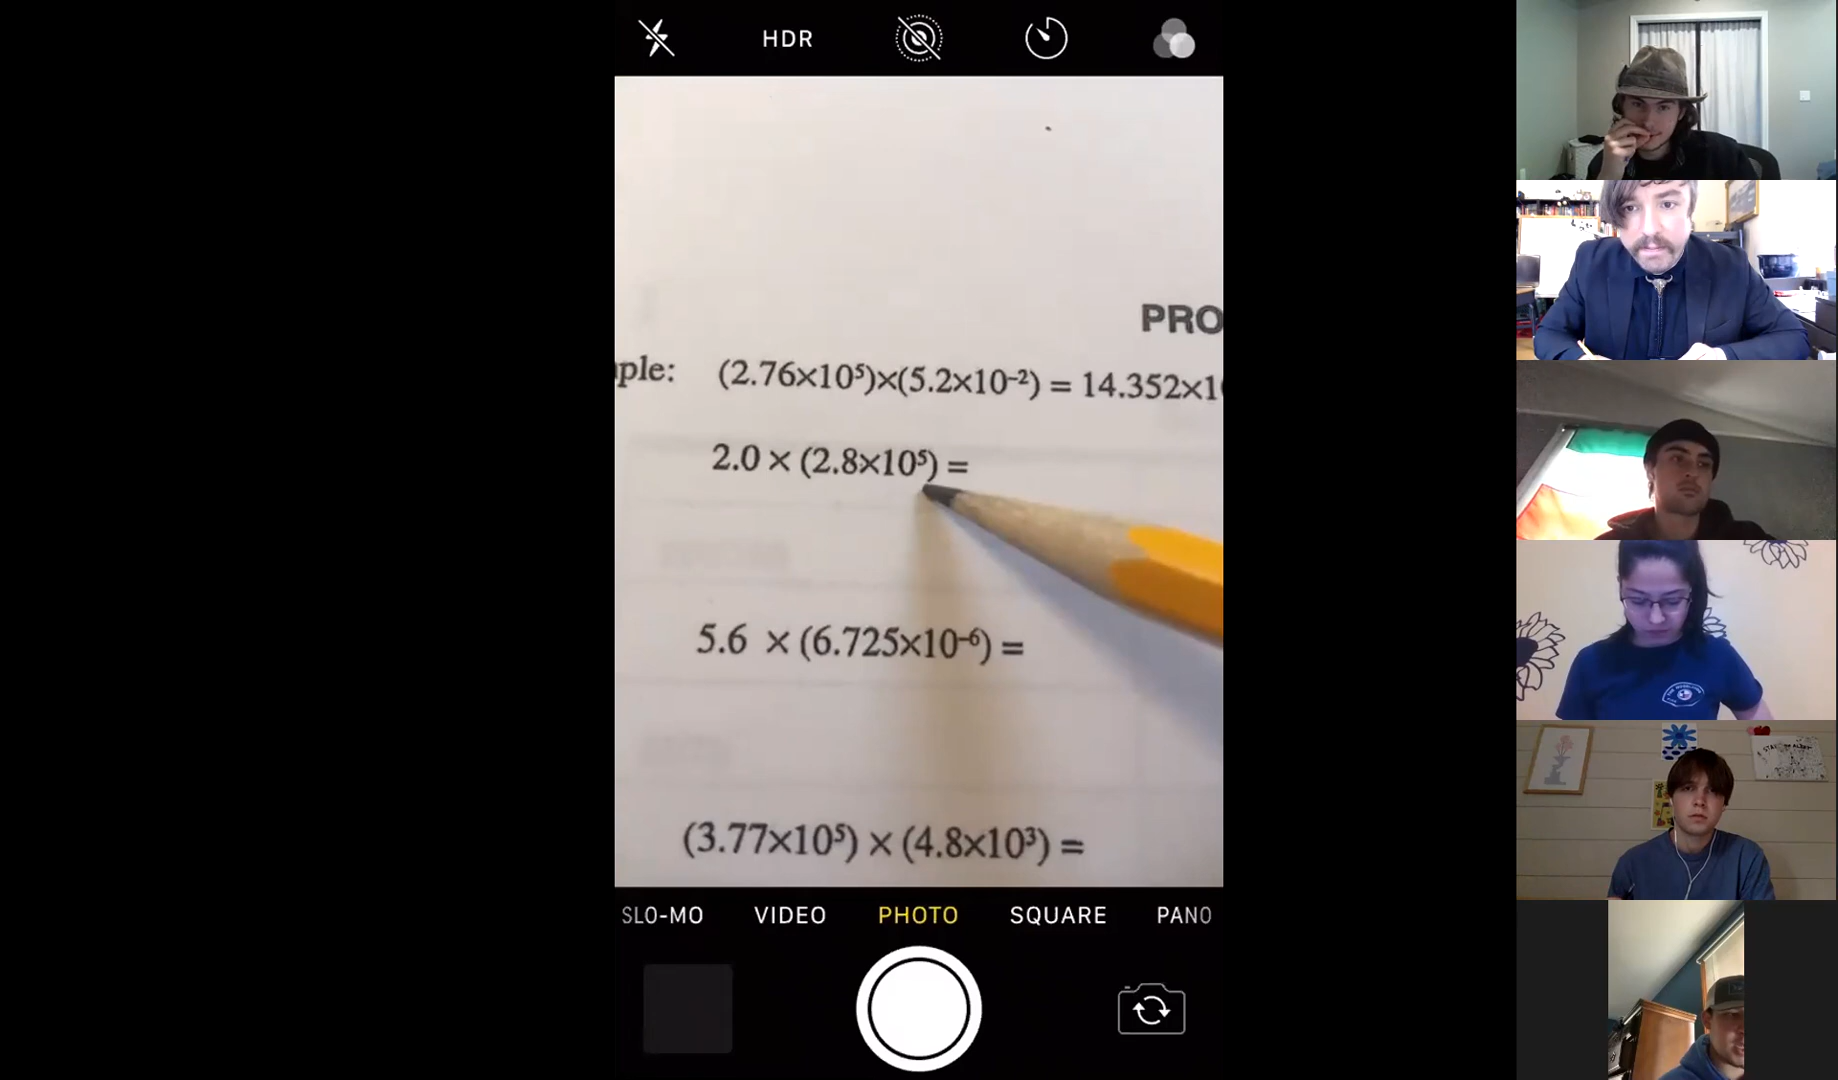 HDR
PRO
ple: (2.76×10⁵)×(5.2×10⁻²) = 14.352×1
2.0 × (2.8×10⁵) =
5.6 × (6.725×10⁻⁶) =
(3.77×10⁵) × (4.8×10³) =
SLO-MO VIDEO PHOTO SQUARE PANO